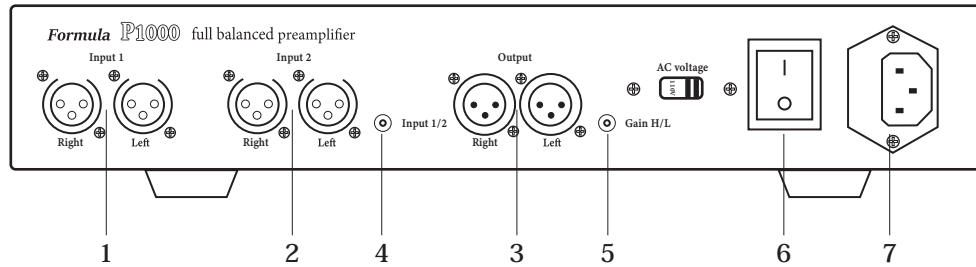 Formula P1000 full balanced preamplifier
Input 1 Input 2 Output AC voltage
110V
Input 1/2 Gain H/L
Right Left Right Left Right Left
1 2 4 3 5 6 7